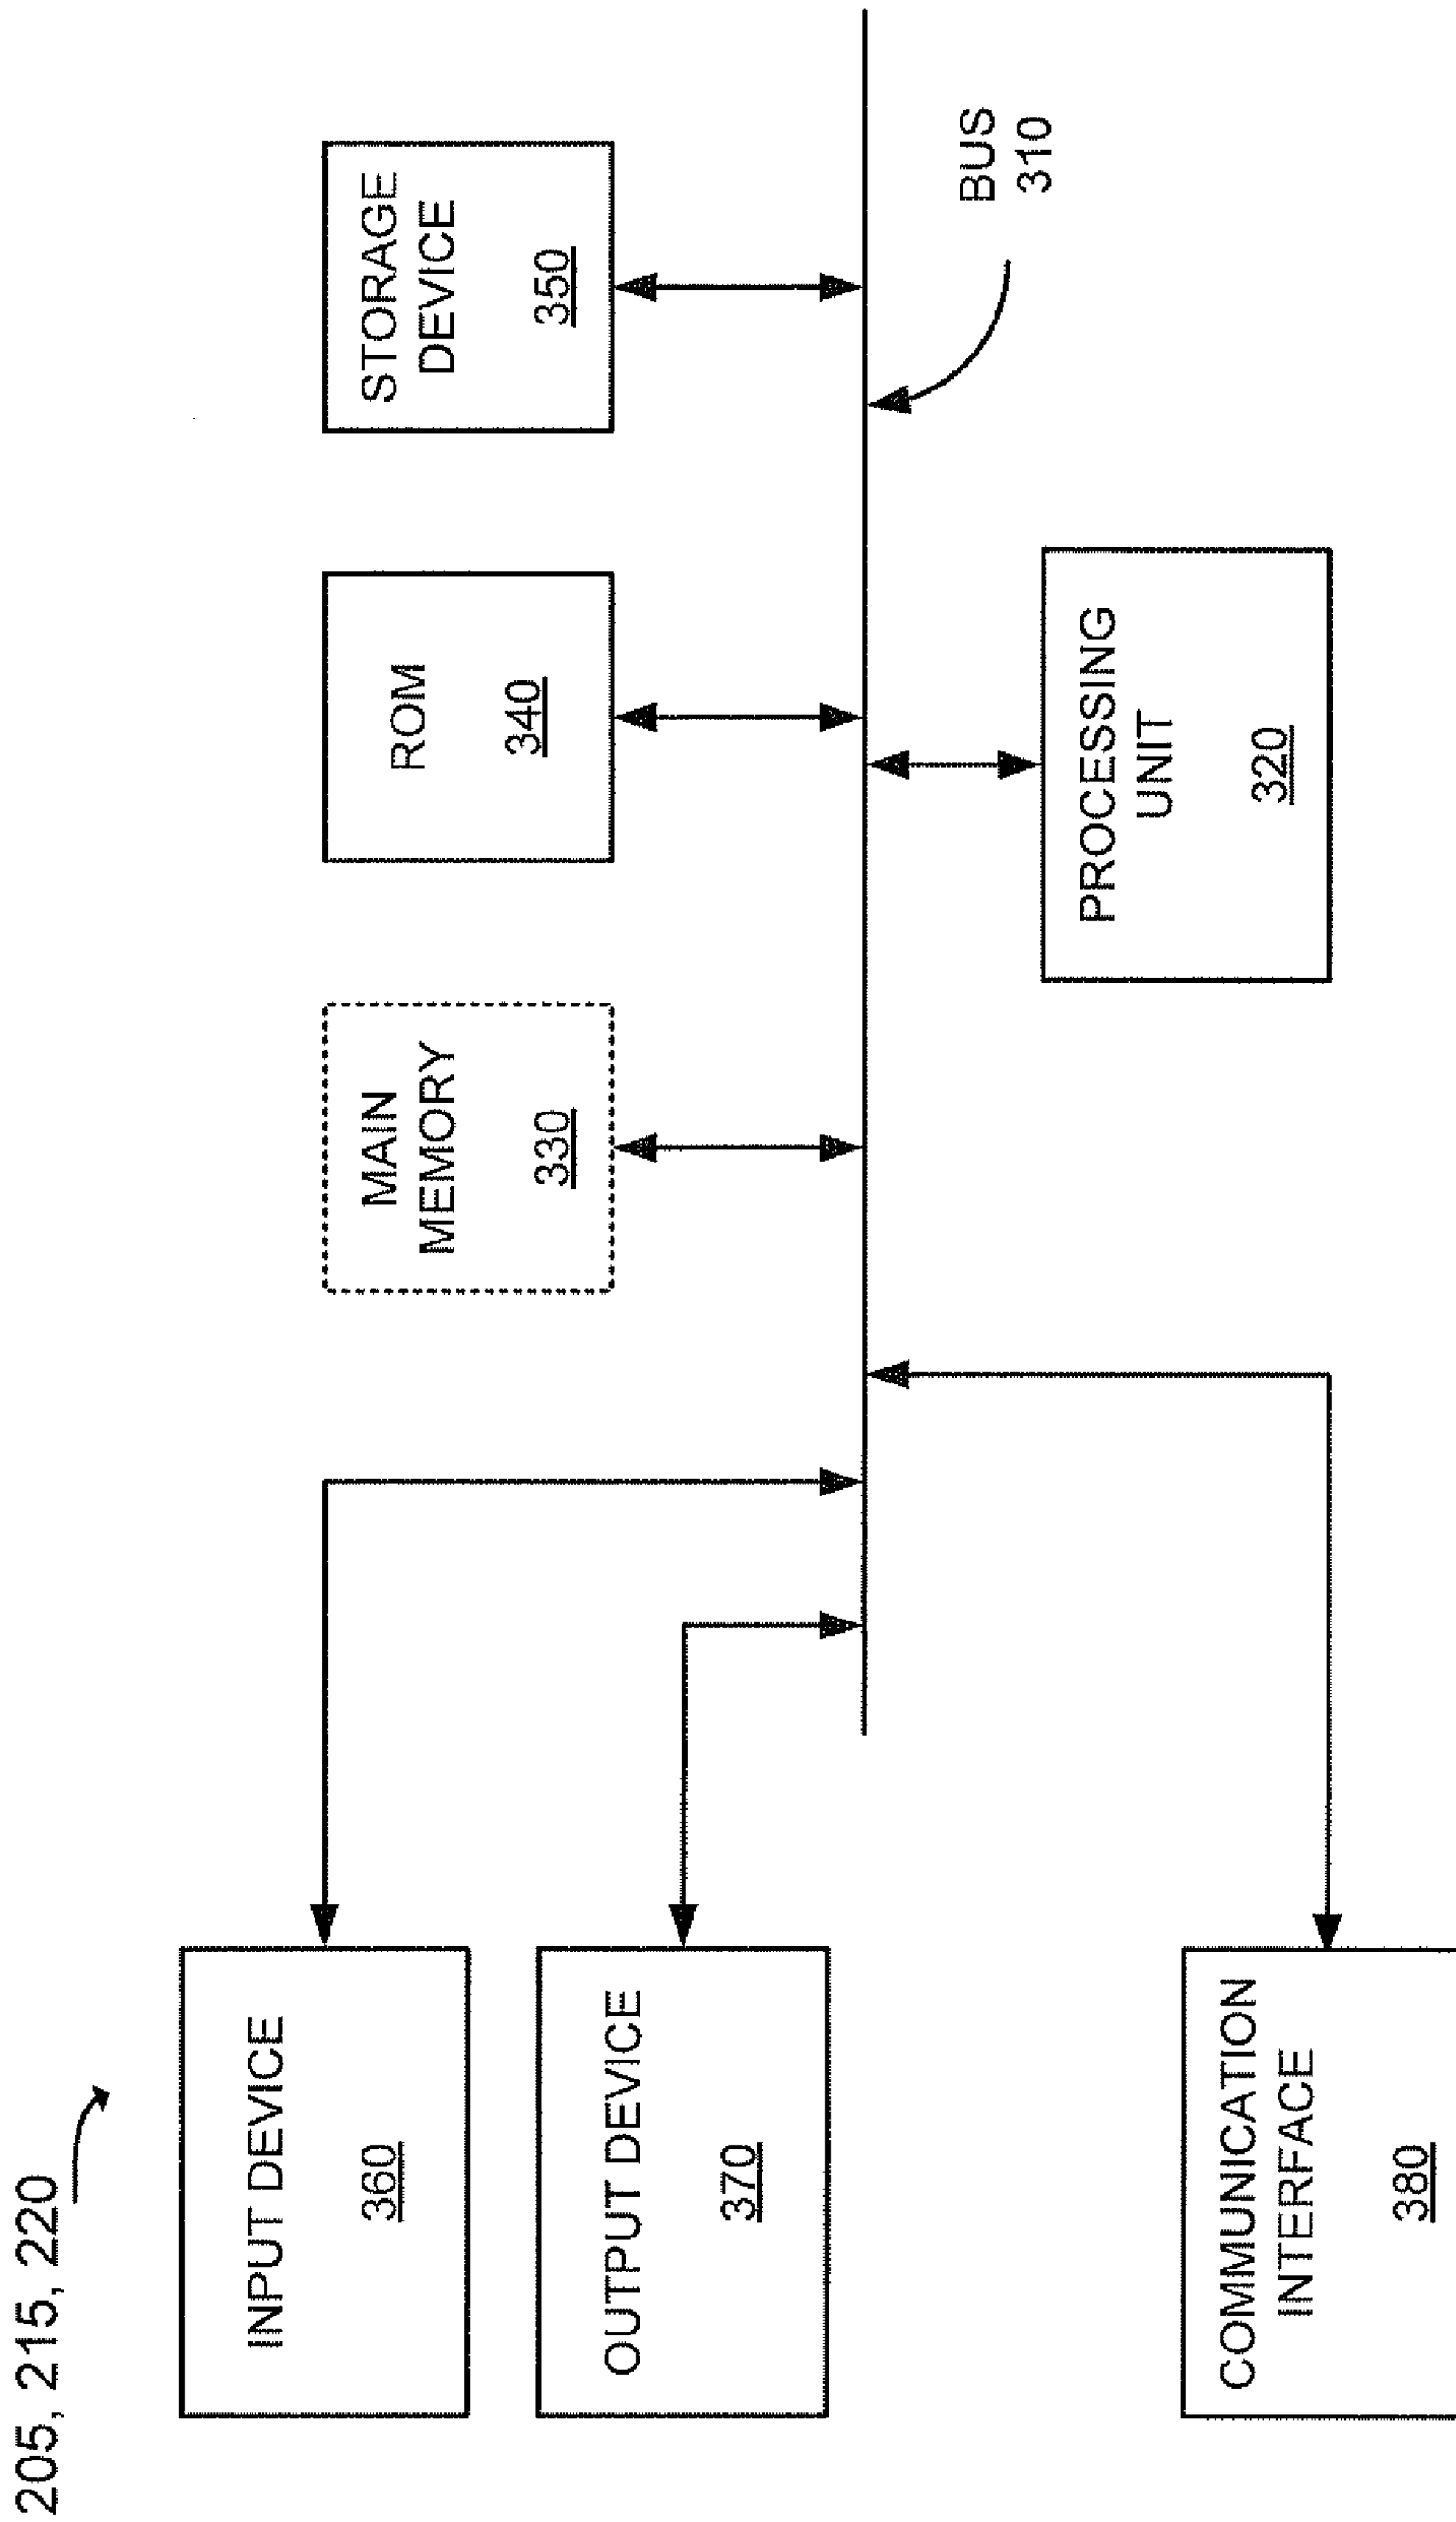 205, 215, 220
INPUT DEVICE
360
OUTPUT DEVICE
370
COMMUNICATION
INTERFACE
380
MAIN
MEMORY
330
ROM
340
STORAGE
DEVICE
350
PROCESSING
UNIT
320
BUS
310